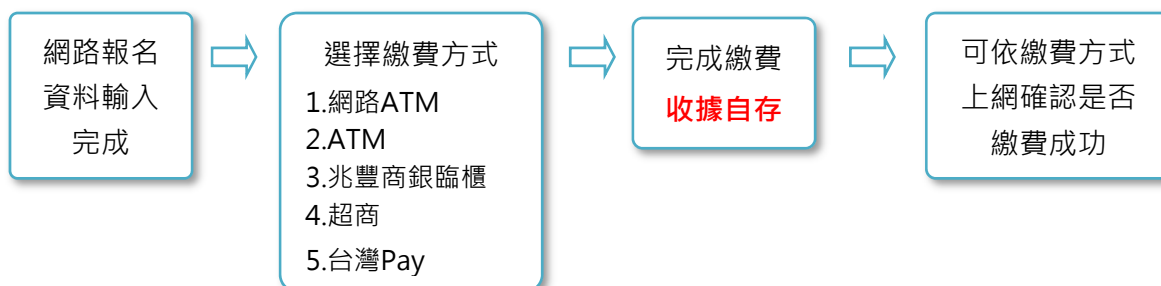 網路報名
資料輸入
完成
選擇繳費方式
1.網路ATM
2.ATM
3.兆豐商銀臨櫃
4.超商
5.台灣Pay
完成繳費
收據自存
可依繳費方式
上網確認是否
繳費成功